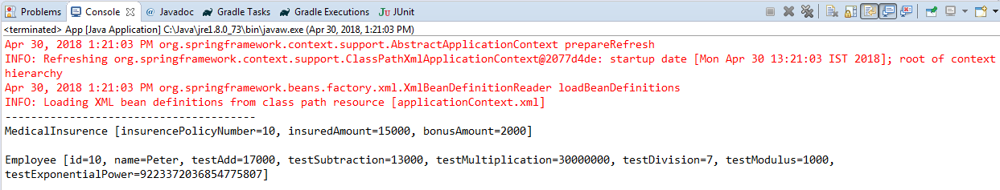 Problems Console Javadoc Gradle Tasks Gradle Executions JUnit
<terminated> App [Java Application] C:\Java\jre1.8.0_73\bin\javaw.exe (Apr 30, 2018, 1:21:03 PM)
Apr 30, 2018 1:21:03 PM org.springframework.context.support.AbstractApplicationContext prepareRefresh
INFO: Refreshing org.springframework.context.support.ClassPathXmlApplicationContext@2077d4de: startup date [Mon Apr 30 13:21:03 IST 2018]; root of context
hierarchy
Apr 30, 2018 1:21:03 PM org.springframework.beans.factory.xml.XmlBeanDefinitionReader loadBeanDefinitions
INFO: Loading XML bean definitions from class path resource [applicationContext.xml]
---------------------------------------
MedicalInsurence [insurencePolicyNumber=10, insuredAmount=15000, bonusAmount=2000]
Employee [id=10, name=Peter, testAdd=17000, testSubtraction=13000, testMultiplication=30000000, testDivision=7, testModulus=1000,
testExponentialPower=9223372036854775807]